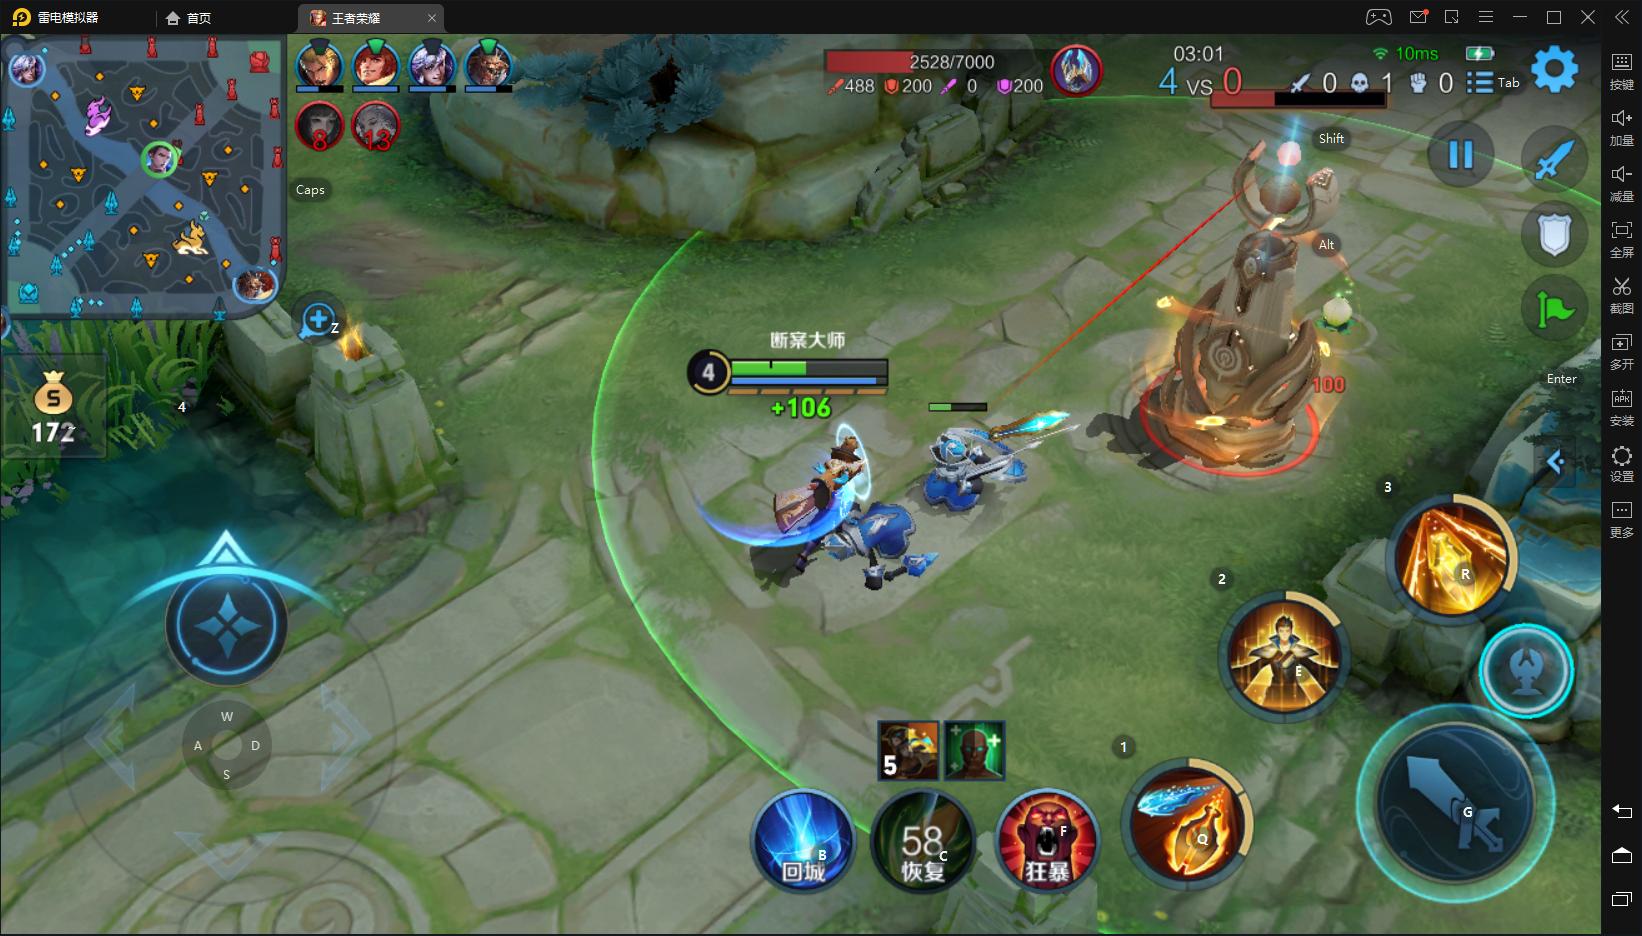 雷电模拟器
首页
王者荣耀
2528/7000
488 200 0 200
03:01
4 VS 0
10ms
0 1 0
Tab
8
13
Caps
Shift
Alt
Z
S
172
4
断案大师
4
+106
100
Enter
3
R
2
E
W
A D
S
5
1
Q
G
B
回城
58
C
恢复
F
狂暴
按键
加量
减量
全屏
截图
多开
APK
安装
设置
更多